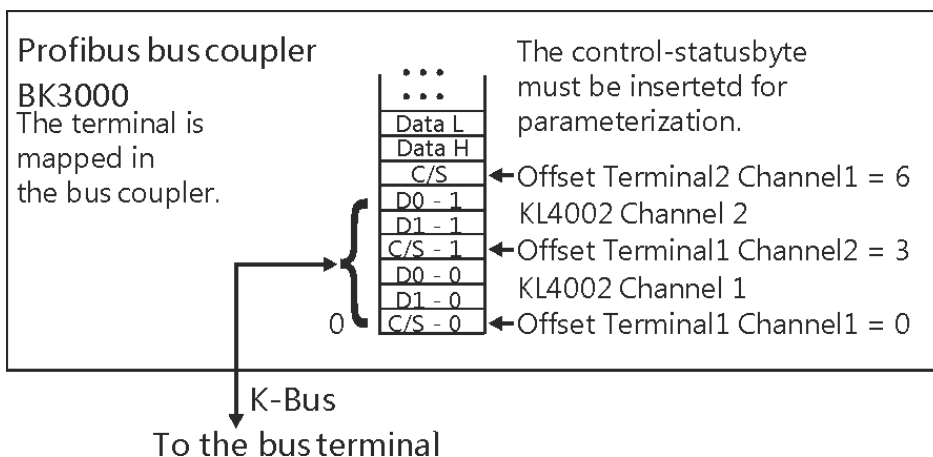 Profibus bus coupler
BK3000
The terminal is
mapped in
the bus coupler.
The control-statusbyte
must be insertetd for
parameterization.
Data L
Data H
C/S
D0 - 1
D1 - 1
C/S - 1
D0 - 0
D1 - 0
C/S - 0
0
Offset Terminal2 Channel1 = 6
KL4002 Channel 2
Offset Terminal1 Channel2 = 3
KL4002 Channel 1
Offset Terminal1 Channel1 = 0
K-Bus
To the bus terminal